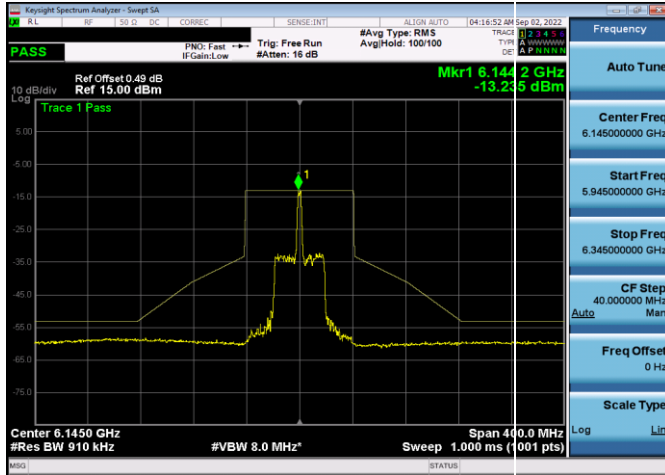 Keysight Spectrum Analyzer - Swept SA
RL RF 50 Ω DC CORREC SENSE:INT ALIGN AUTO 04:16:52 AM Sep 02, 2022
PASS
PNO: Fast
IFGain:Low
Trig: Free Run
#Atten: 16 dB
#Avg Type: RMS
Avg|Hold: 100/100
TRACE 1 2 3 4 5 6
TYPE A WWWWW
DET A P N N N N
Ref Offset 0.49 dB
Ref 15.00 dBm
10 dB/div
Log
Mkr1 6.144 2 GHz
-13.235 dBm
Trace 1 Pass
1
5.00
-5.00
-15.0
-25.0
-35.0
-45.0
-55.0
-65.0
-75.0
Center 6.1450 GHz
#Res BW 910 kHz
#VBW 8.0 MHz*
Span 400.0 MHz
Sweep 1.000 ms (1001 pts)
MSG
STATUS
Frequency
Auto Tune
Center Freq
6.145000000 GHz
Start Freq
5.945000000 GHz
Stop Freq
6.345000000 GHz
CF Step
40.000000 MHz
Auto Man
Freq Offset
0 Hz
Scale Type
Log Lin